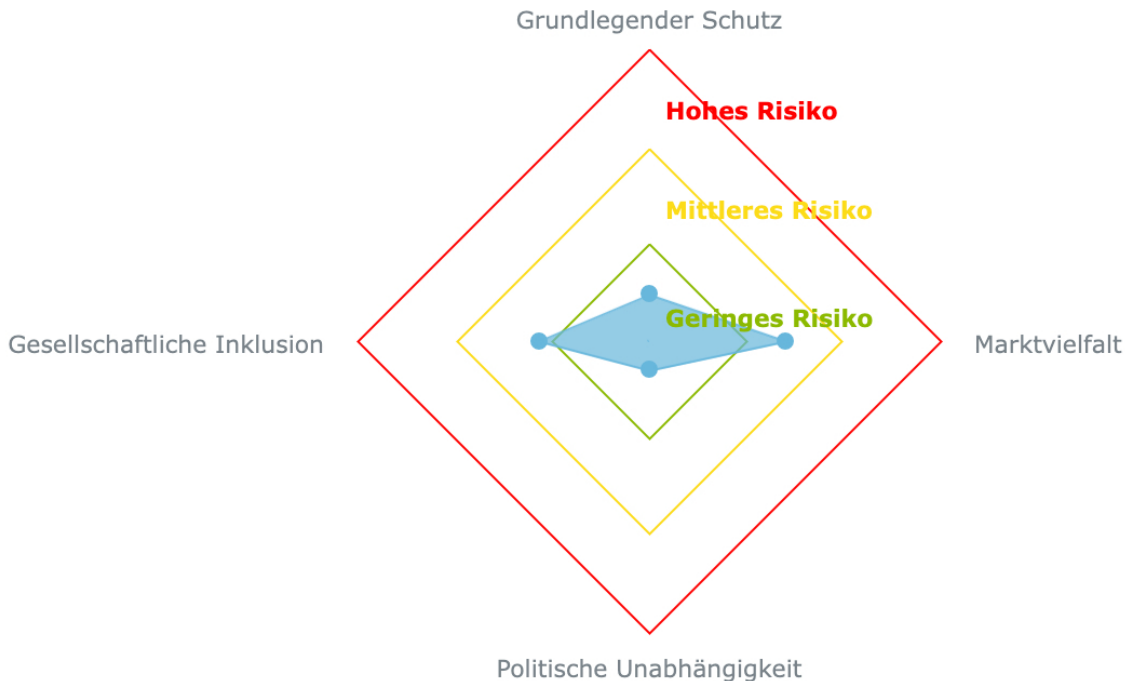 Grundlegender Schutz
Hohes Risiko
Mittleres Risiko
Geringes Risiko
Gesellschaftliche Inklusion
Marktvielfalt
Politische Unabhängigkeit